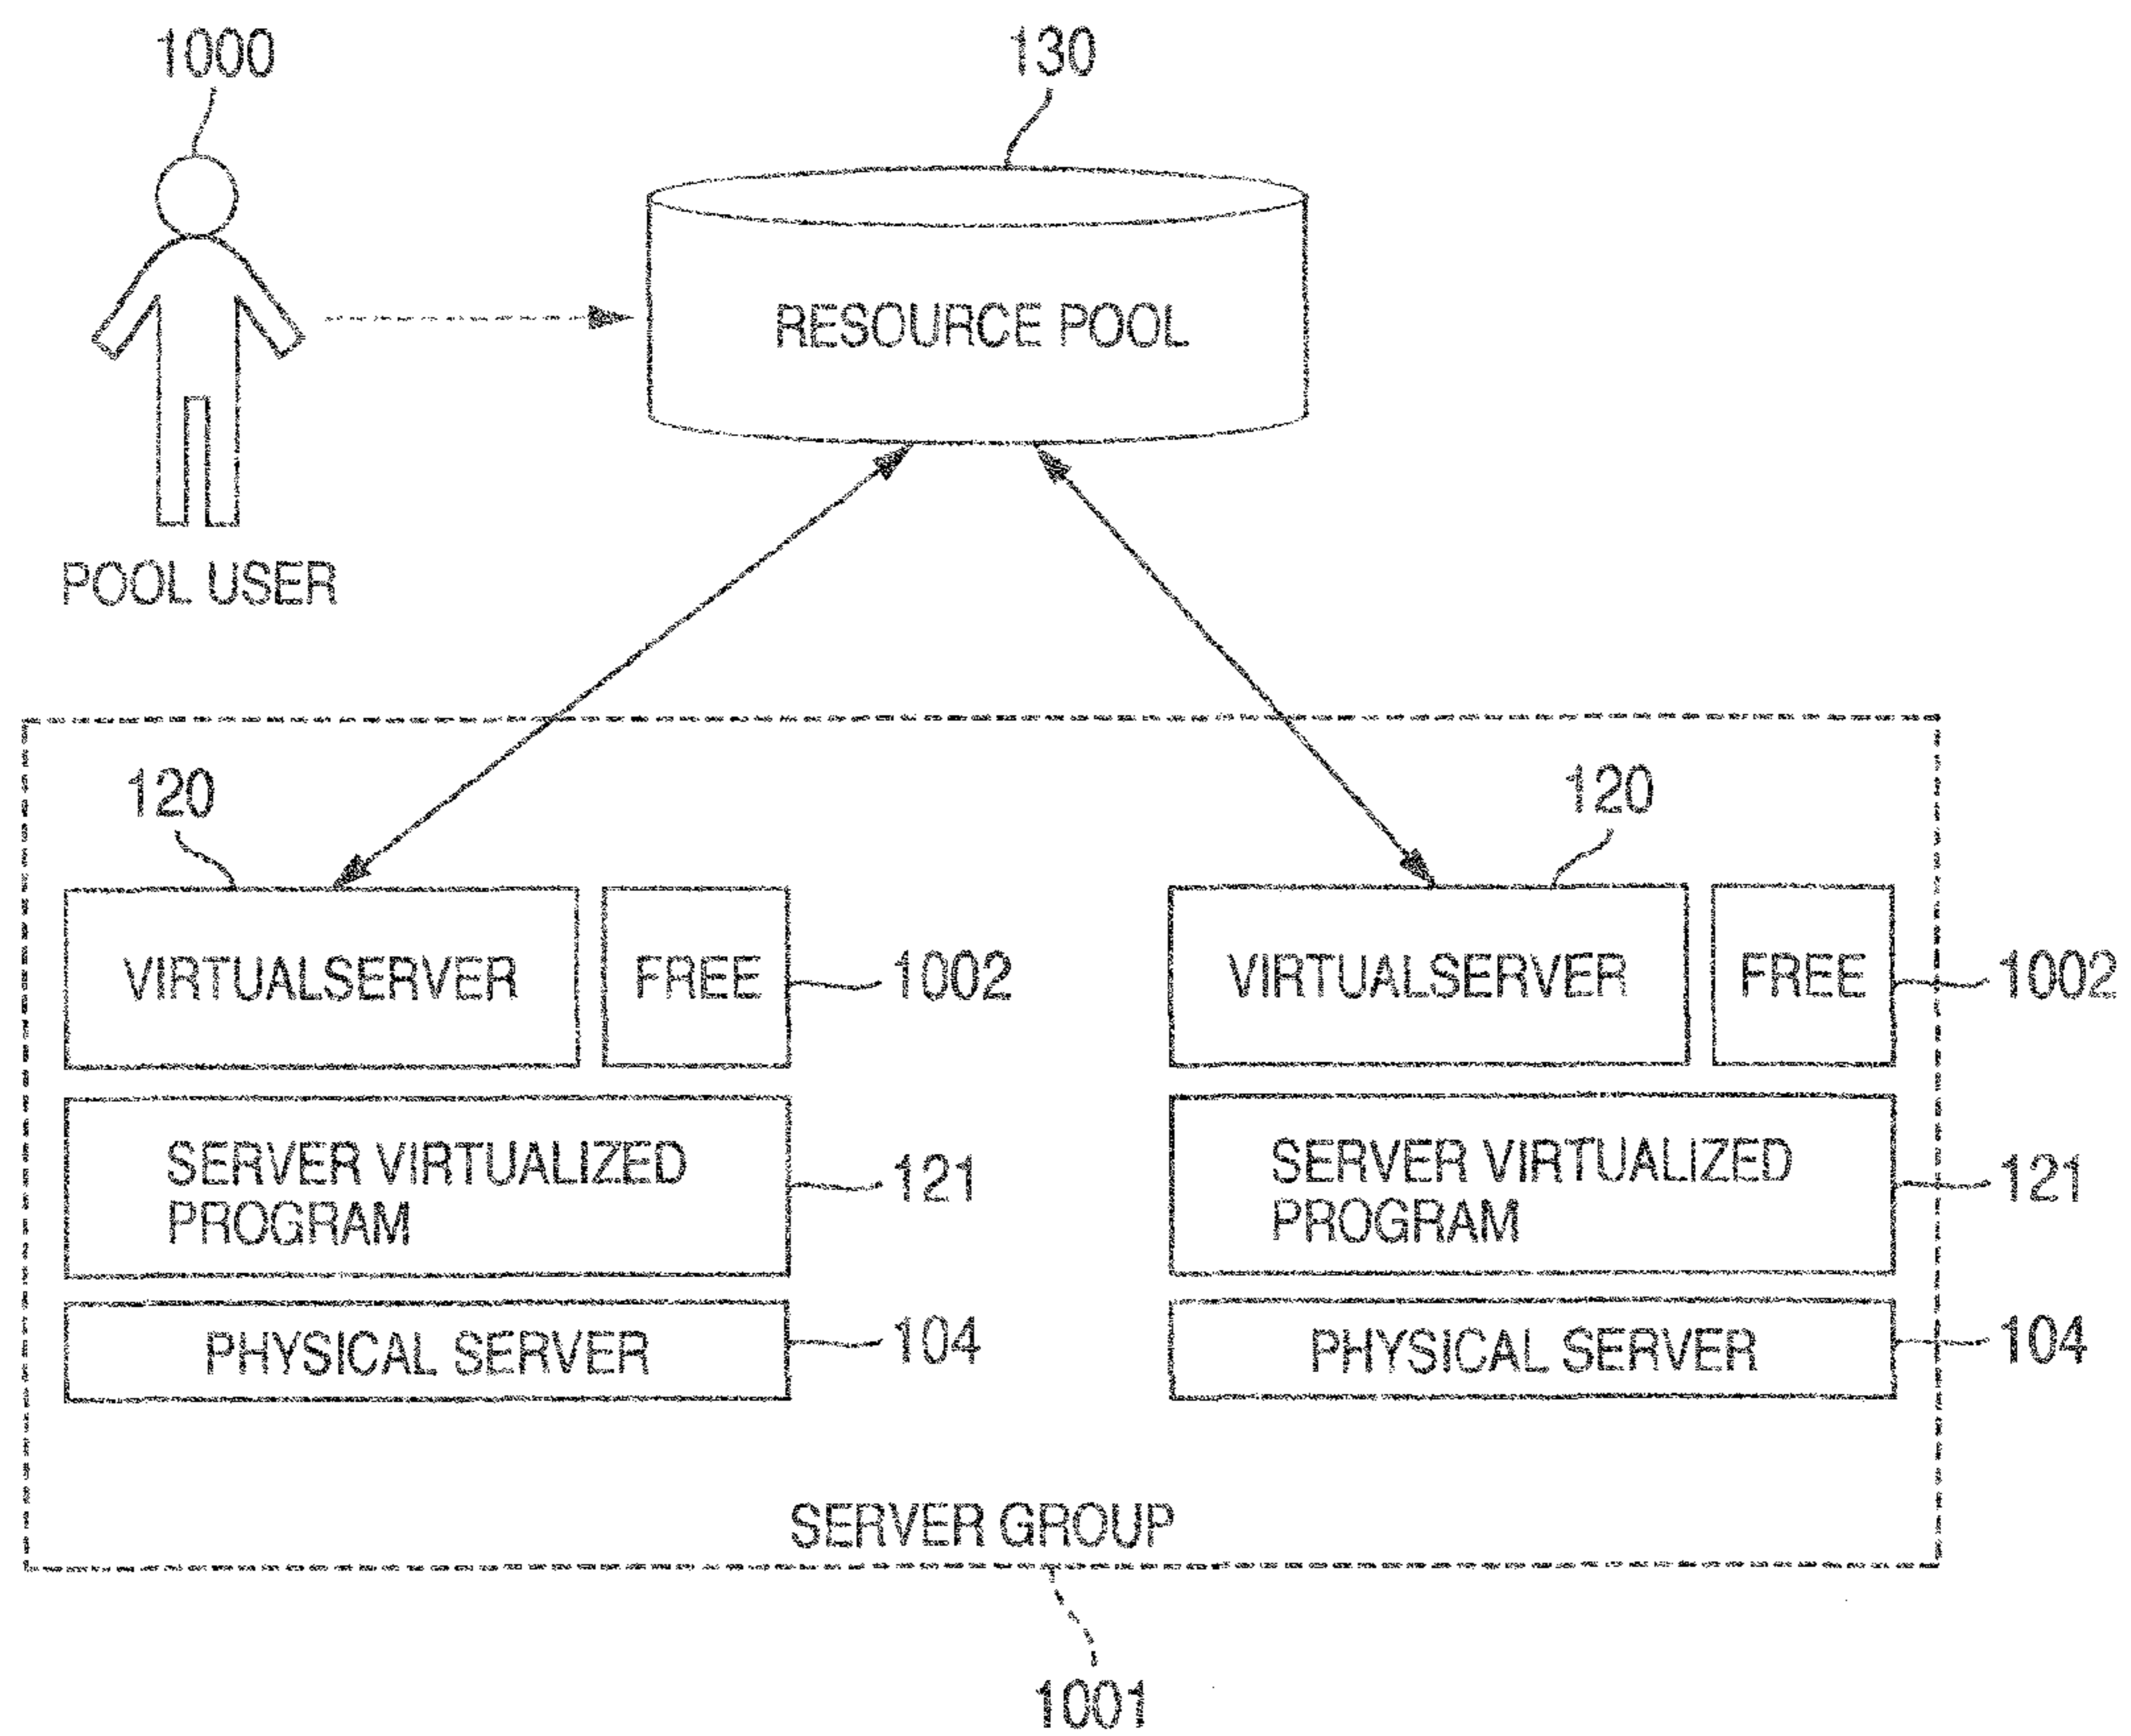 1000
130
RESOURCE POOL
POOL USER
120
120
VIRTUALSERVER
FREE
1002
VIRTUALSERVER
FREE
1002
SERVER VIRTUALIZED
PROGRAM
121
SERVER VIRTUALIZED
PROGRAM
121
PHYSICAL SERVER
104
PHYSICAL SERVER
104
SERVER GROUP
1001